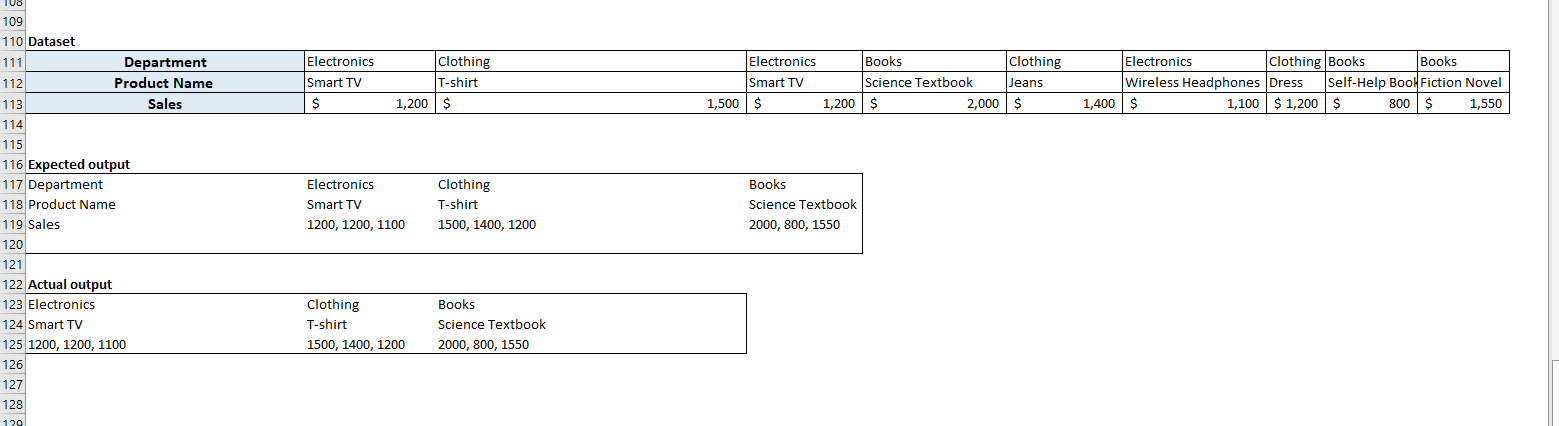 108
109
110 Dataset
111 Department Electronics Clothing Electronics Books Clothing Electronics Clothing Books Books
112 Product Name Smart TV T-shirt Smart TV Science Textbook Jeans Wireless Headphones Dress Self-Help Book Fiction Novel
113 Sales $ 1,200 $ 1,500 $ 1,200 $ 2,000 $ 1,400 $ 1,100 $ 1,200 $ 800 $ 1,550
114
115
116 Expected output
117 Department Electronics Clothing Books
118 Product Name Smart TV T-shirt Science Textbook
119 Sales 1200, 1200, 1100 1500, 1400, 1200 2000, 800, 1550
120
121
122 Actual output
123 Electronics Clothing Books
124 Smart TV T-shirt Science Textbook
125 1200, 1200, 1100 1500, 1400, 1200 2000, 800, 1550
126
127
128
129